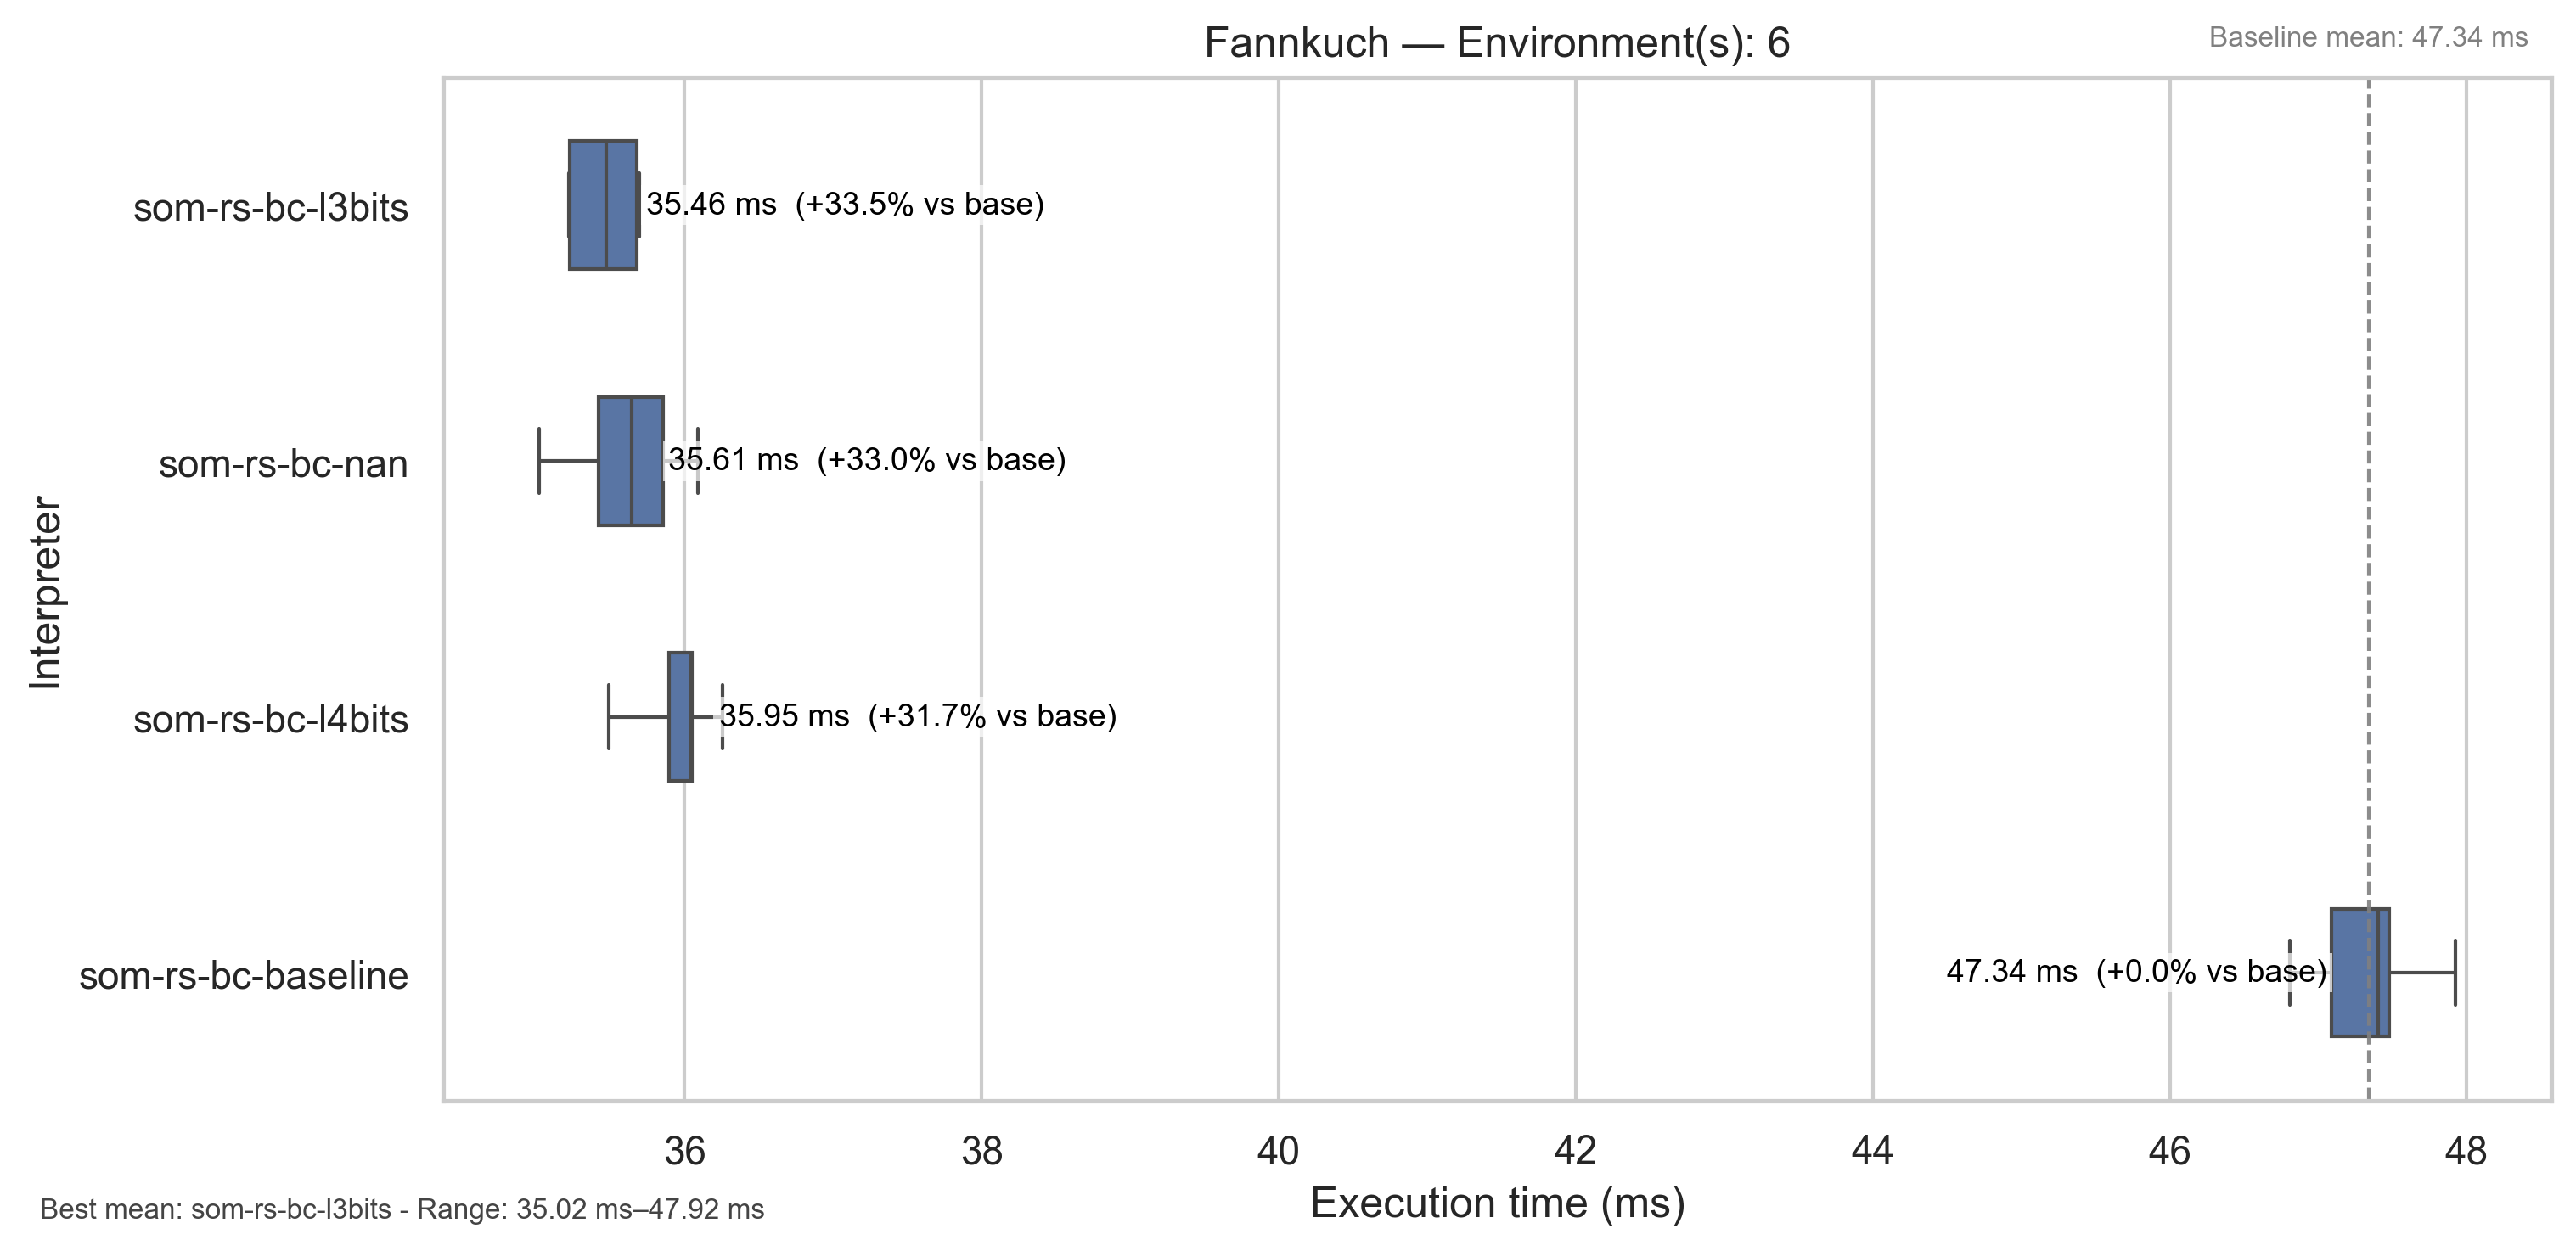 Fannkuch — Environment(s): 6
Baseline mean: 47.34 ms
Interpreter
som-rs-bc-l3bits
35.46 ms  (+33.5% vs base)
som-rs-bc-nan
35.61 ms  (+33.0% vs base)
som-rs-bc-l4bits
35.95 ms  (+31.7% vs base)
som-rs-bc-baseline
47.34 ms  (+0.0% vs base)
36 38 40 42 44 46 48
Execution time (ms)
Best mean: som-rs-bc-l3bits - Range: 35.02 ms–47.92 ms